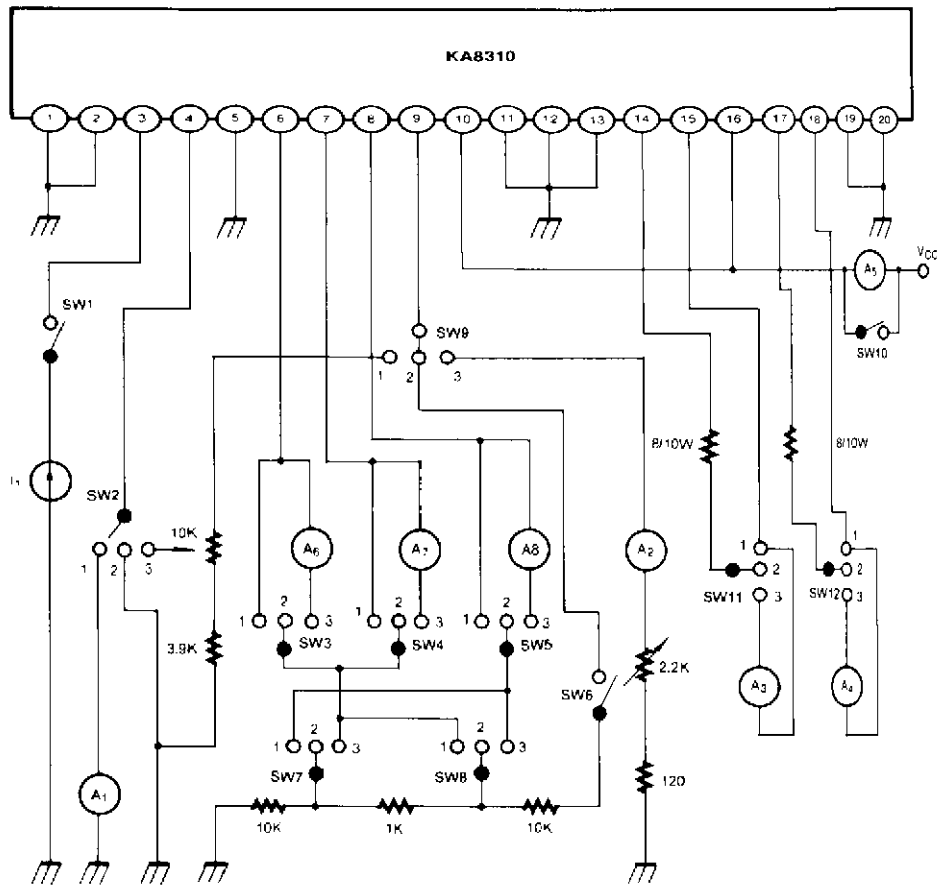 KA8310
1 2 3 4 5 6 7 8 9 10 11 12 13 14 15 16 17 18 19 20
VCC
A5
SW1
SW9
SW10
1 2 3
8/10W
8/10W
I1
SW2
10K
1 2 3
A6
A7
A8
A2
1
2
3
SW11
1
2
3
SW12
1 2 3
SW3
1 2 3
SW4
1 2 3
SW5
3.9K
SW6
2.2K
A3
A4
1 2 3
SW7
1 2 3
SW8
A1
10K
1K
10K
120